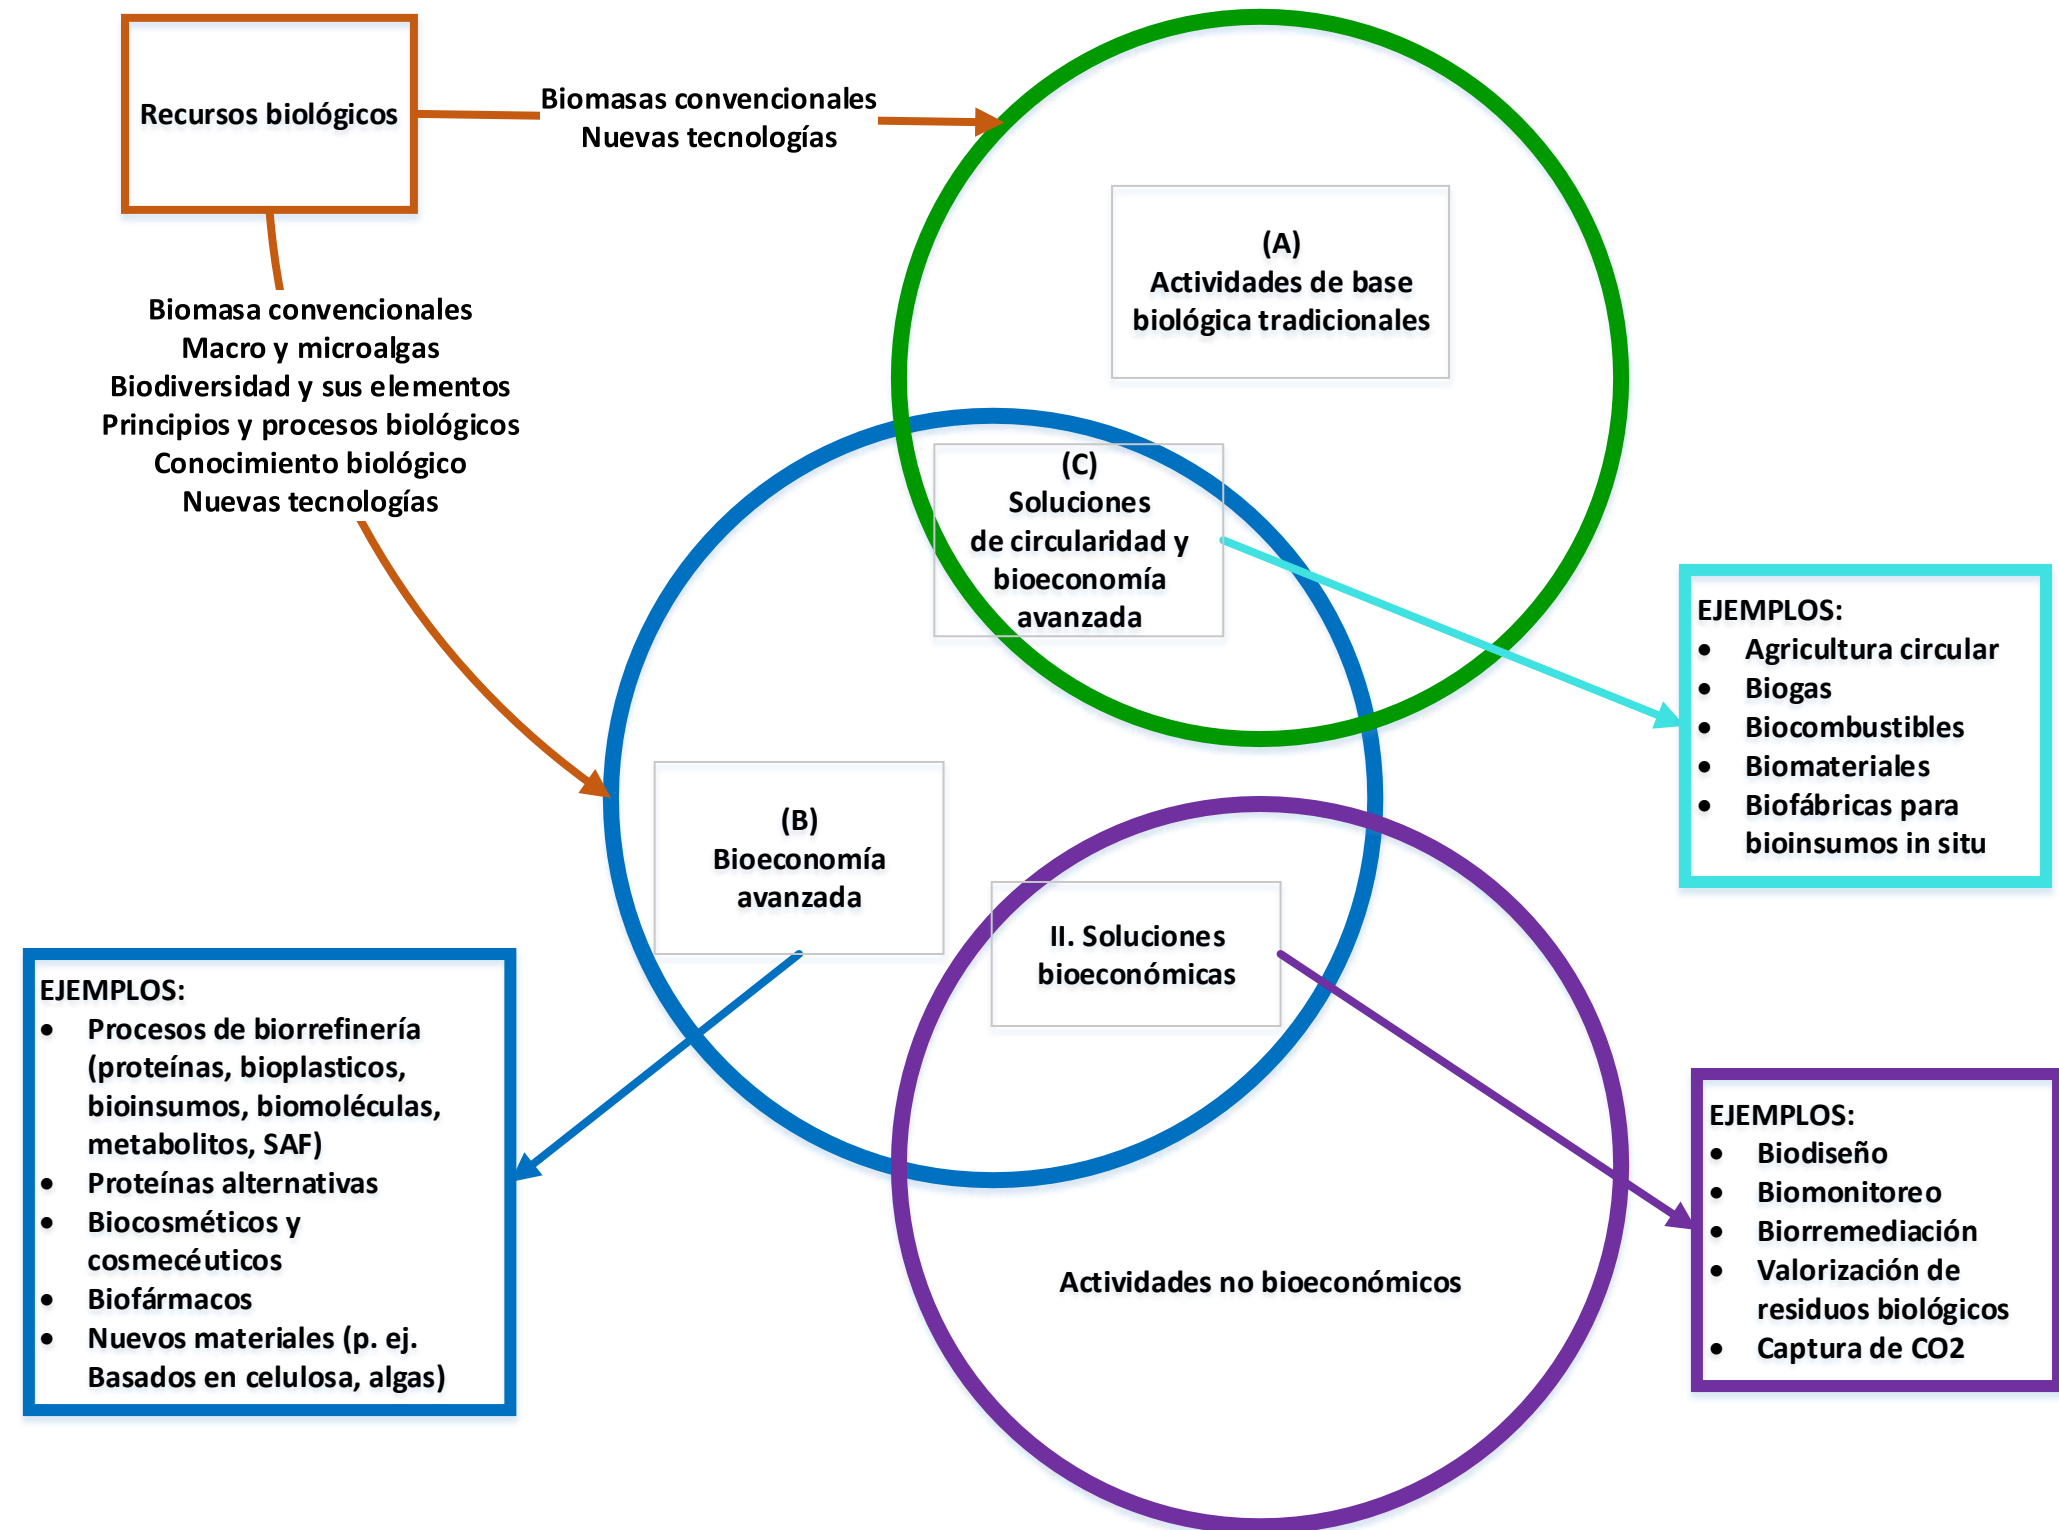 Recursos biológicos
Biomasas convencionales
Nuevas tecnologías
(A)
Actividades de base
biológica tradicionales
Biomasa convencionales
Macro y microalgas
Biodiversidad y sus elementos
Principios y procesos biológicos
Conocimiento biológico
Nuevas tecnologías
(C)
Soluciones
de circularidad y
bioeconomía
avanzada
EJEMPLOS:
• Agricultura circular
• Biogas
• Biocombustibles
• Biomateriales
• Biofábricas para
bioinsumos in situ
(B)
Bioeconomía
avanzada
II. Soluciones
bioeconómicas
EJEMPLOS:
• Procesos de biorrefinería
(proteínas, bioplasticos,
bioinsumos, biomoléculas,
metabolitos, SAF)
• Proteínas alternativas
• Biocosméticos y
cosmecéuticos
• Biofármacos
• Nuevos materiales (p. ej.
Basados en celulosa, algas)
EJEMPLOS:
• Biodiseño
• Biomonitoreo
• Biorremediación
• Valorización de
residuos biológicos
• Captura de CO2
Actividades no bioeconómicos